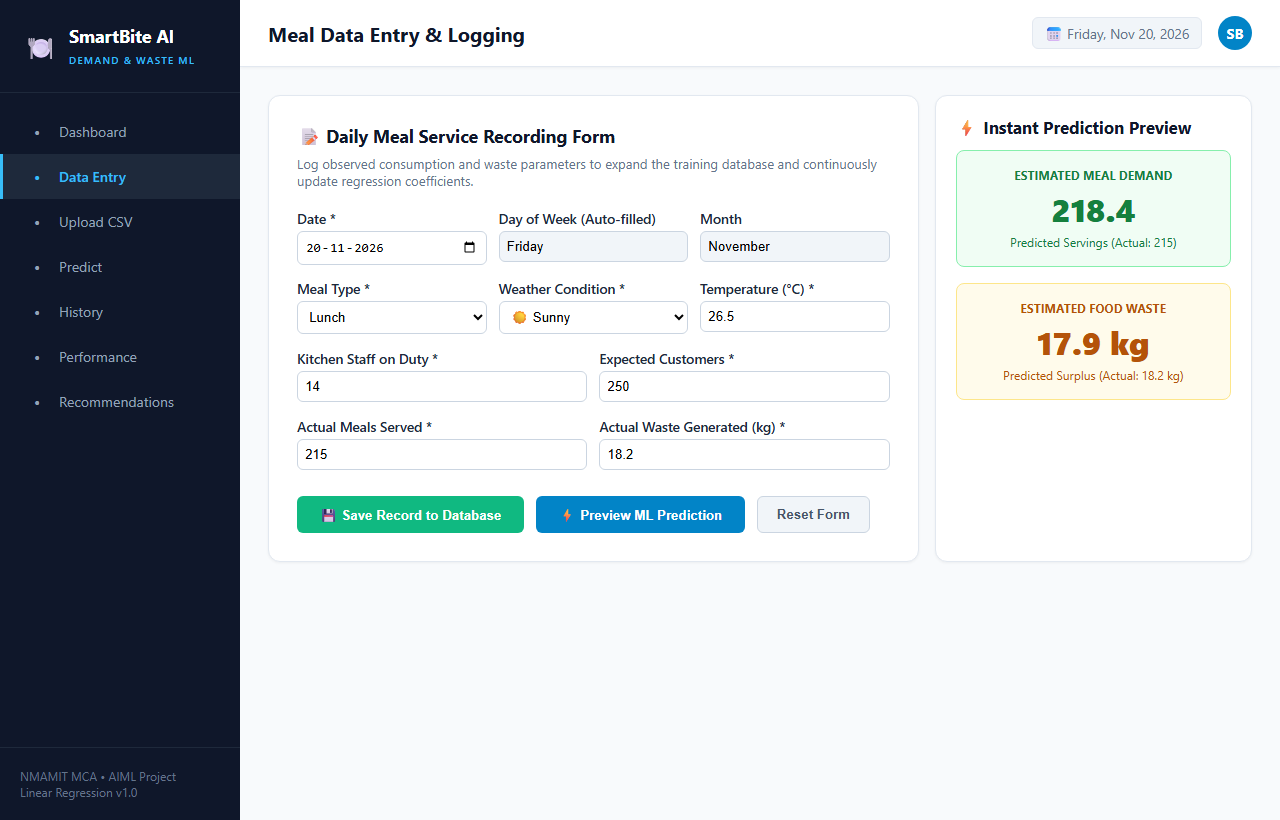 SmartBite AI
DEMAND & WASTE ML
Meal Data Entry & Logging
Friday, Nov 20, 2026
SB
• Dashboard
• Data Entry
• Upload CSV
• Predict
• History
• Performance
• Recommendations
Daily Meal Service Recording Form
Log observed consumption and waste parameters to expand the training database and continuously
update regression coefficients.
Date *
Day of Week (Auto-filled)
Month
20-11-2026
Friday
November
Meal Type *
Weather Condition *
Temperature (°C) *
Lunch
Sunny
26.5
Kitchen Staff on Duty *
Expected Customers *
14
250
Actual Meals Served *
Actual Waste Generated (kg) *
215
18.2
Save Record to Database
Preview ML Prediction
Reset Form
Instant Prediction Preview
ESTIMATED MEAL DEMAND
218.4
Predicted Servings (Actual: 215)
ESTIMATED FOOD WASTE
17.9 kg
Predicted Surplus (Actual: 18.2 kg)
NMAMIT MCA • AIML Project
Linear Regression v1.0